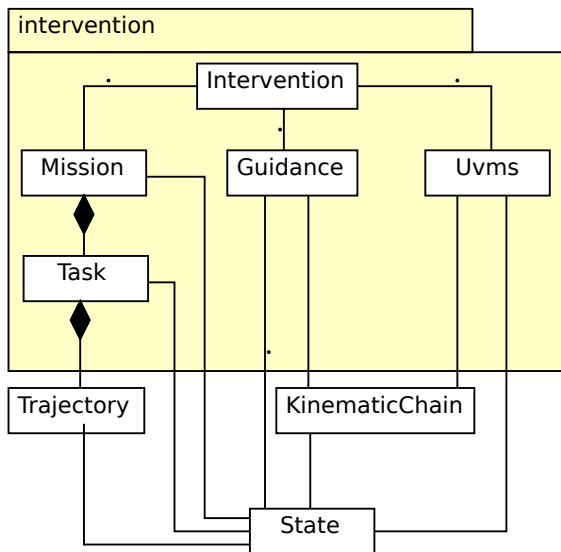 intervention
Intervention
Mission
Guidance
Uvms
Task
Trajectory
KinematicChain
State